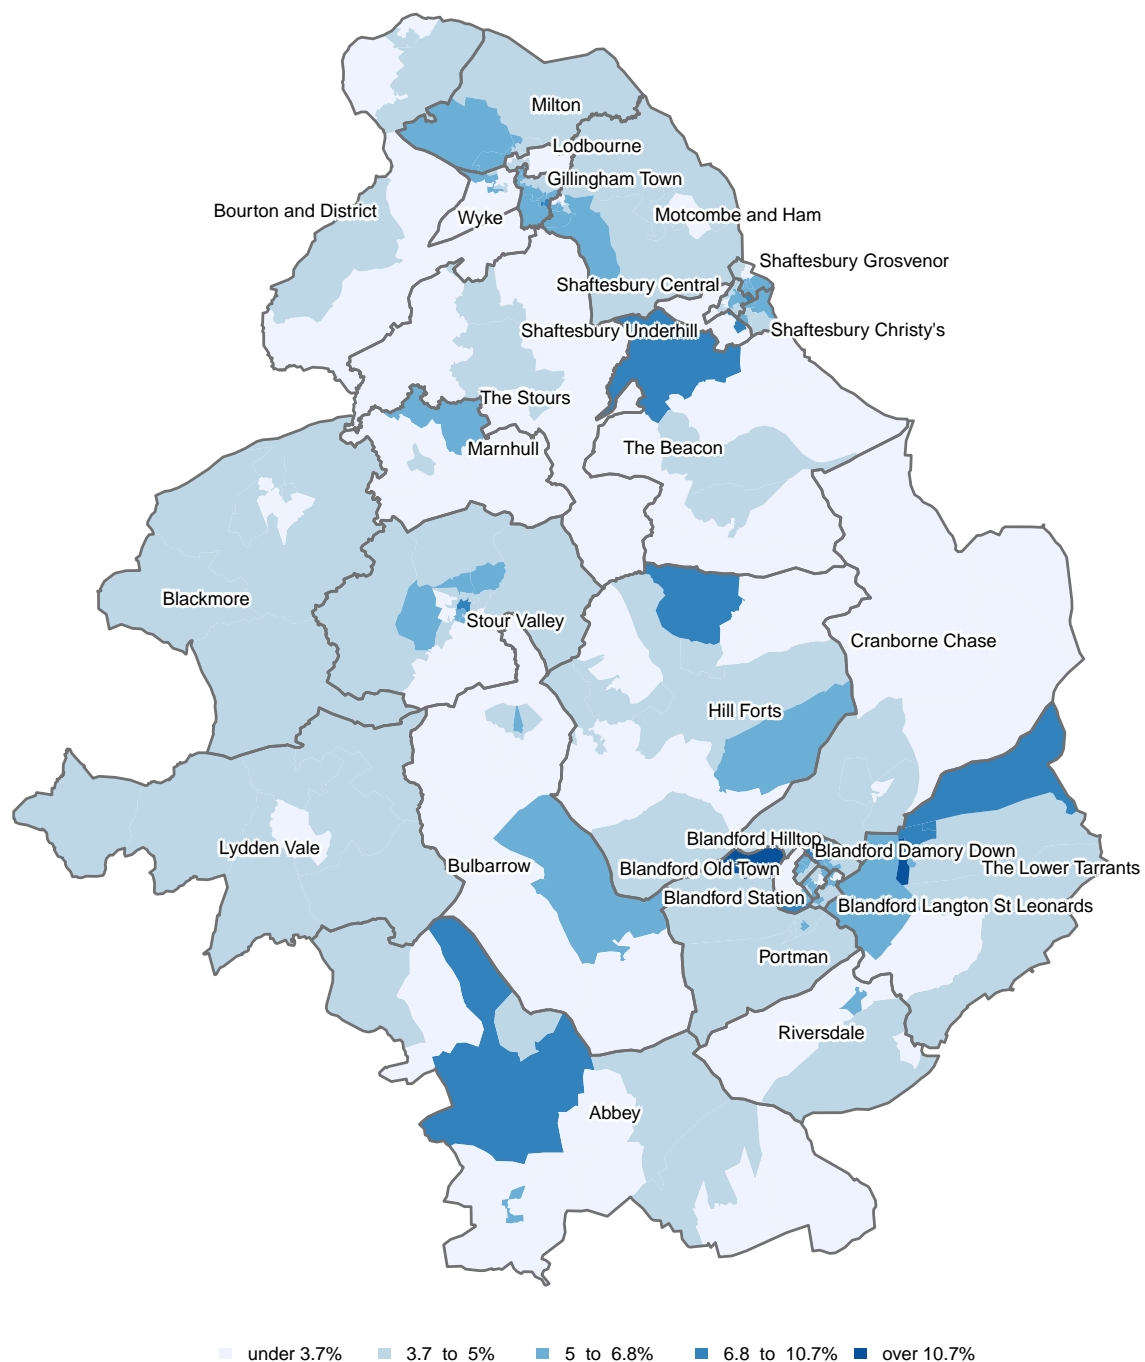 Milton
Lodbourne
Gillingham Town
Bourton and District
Wyke
Motcombe and Ham
Shaftesbury Grosvenor
Shaftesbury Central
Shaftesbury Underhill
Shaftesbury Christy's
The Stours
Marnhull
The Beacon
Blackmore
Stour Valley
Cranborne Chase
Hill Forts
Blandford Hilltop
Lydden Vale
Blandford Damory Down
Bulbarrow
Blandford Old Town
The Lower Tarrants
Blandford Station
Blandford Langton St Leonards
Portman
Riversdale
Abbey
under 3.7% 3.7 to 5% 5 to 6.8% 6.8 to 10.7% over 10.7%